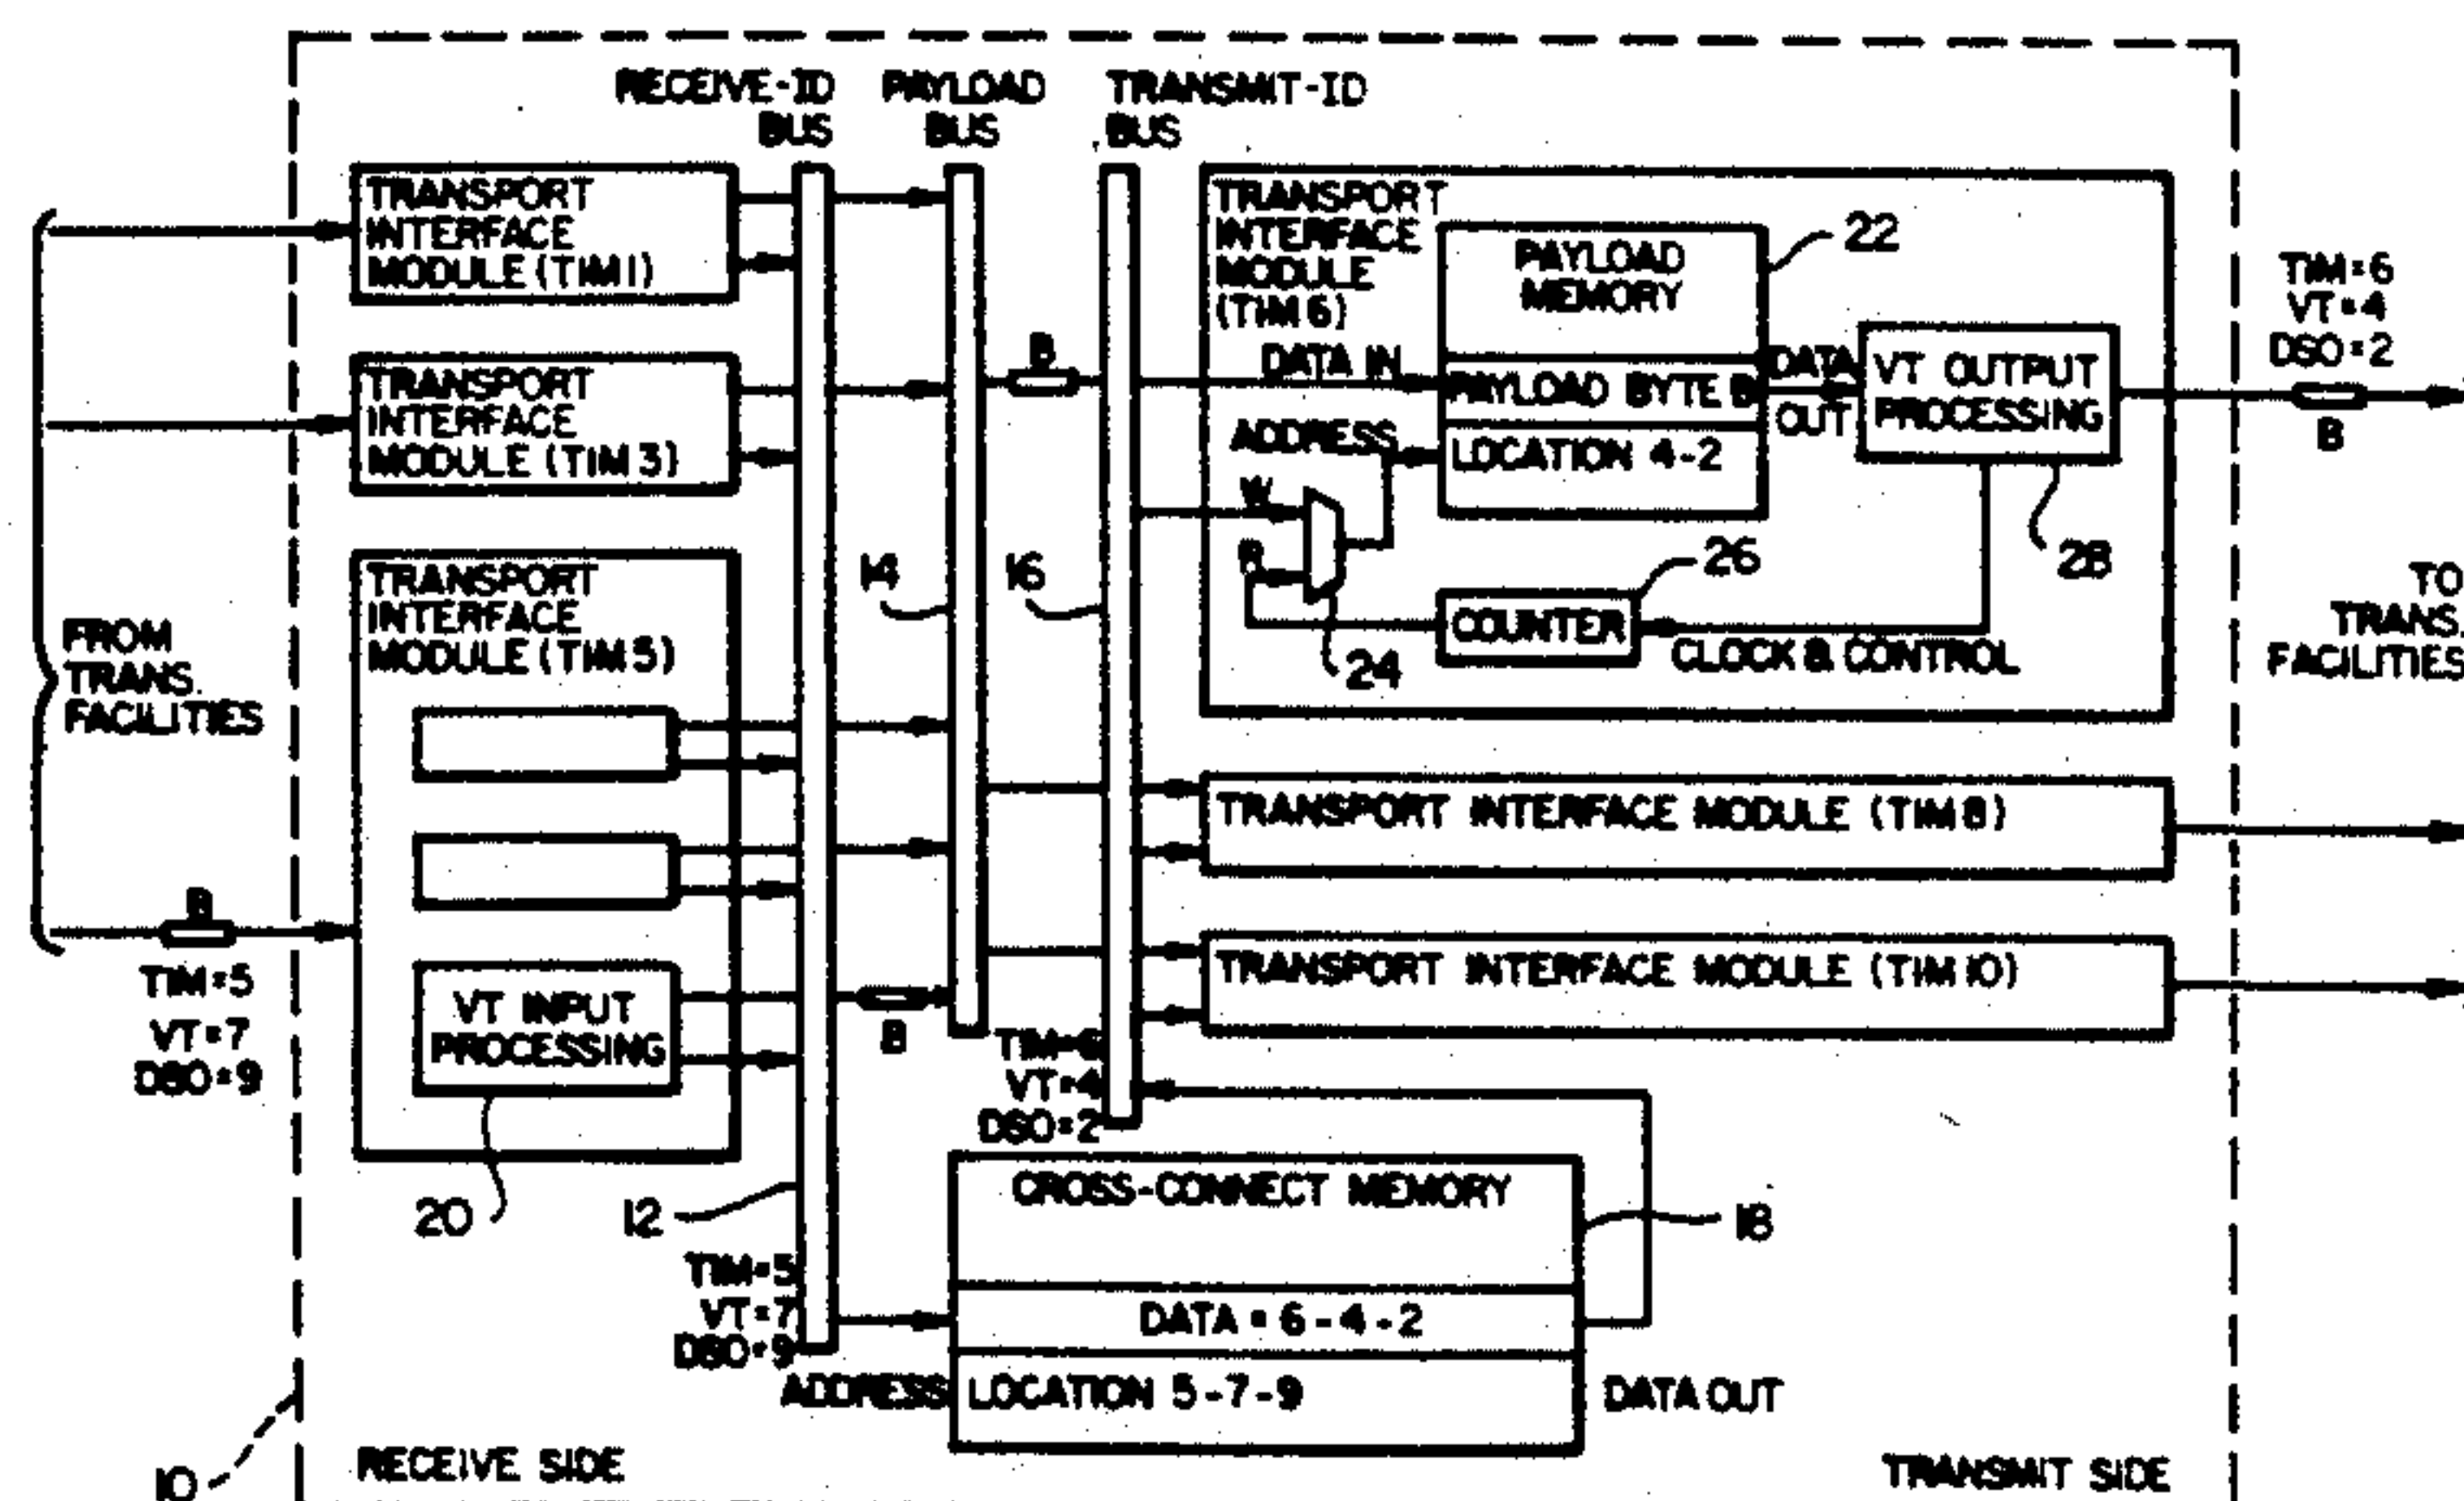 RECEIVE-ID
BUS
PAYLOAD
BUS
TRANSMIT-ID
BUS
TRANSPORT
INTERFACE
MODULE (TIM 1)
TRANSPORT
INTERFACE
MODULE (TIM 3)
TRANSPORT
INTERFACE
MODULE (TIM 5)
FROM
TRANS.
FACILITIES
B
TIM=5
VT=7
DSO=9
VT INPUT
PROCESSING
20
12
14
16
B
B
TRANSPORT
INTERFACE
MODULE
(TIM 6)
PAYLOAD
MEMORY
22
DATA IN
PAYLOAD BYTE B
DATA
OUT
ADDRESS
LOCATION 4-2
W
R
24
COUNTER
26
CLOCK & CONTROL
VT OUTPUT
PROCESSING
28
TIM=6
VT=4
DSO=2
B
TO
TRANS.
FACILITIES
TRANSPORT INTERFACE MODULE (TIM 8)
TRANSPORT INTERFACE MODULE (TIM 10)
TIM=6
VT=4
DSO=2
CROSS-CONNECT MEMORY
18
TIM=5
VT=7
DSO=9
DATA = 6-4-2
ADDRESS
LOCATION 5-7-9
DATA OUT
10
RECEIVE SIDE
TRANSMIT SIDE